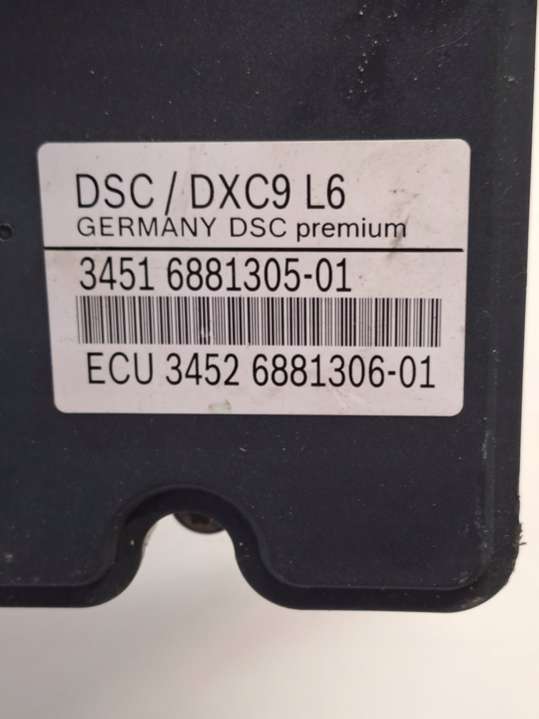 DSC / DXC9 L6
GERMANY DSC premium
3451 6881305-01
ECU 3452 6881306-01